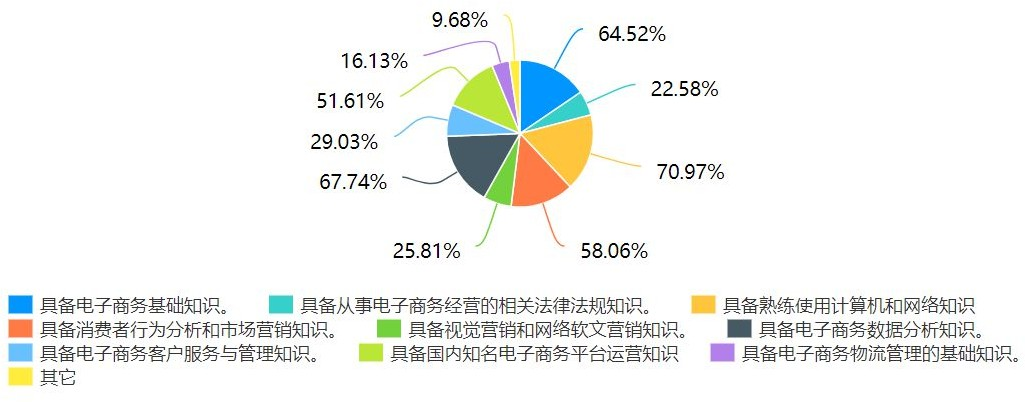 9.68%
64.52%
16.13%
22.58%
51.61%
29.03%
70.97%
67.74%
25.81%
58.06%
具备电子商务基础知识。 具备从事电子商务经营的相关法律法规知识。 具备熟练使用计算机和网络知识
具备消费者行为分析和市场营销知识。 具备视觉营销和网络软文营销知识。 具备电子商务数据分析知识。
具备电子商务客户服务与管理知识。 具备国内知名电子商务平台运营知识 具备电子商务物流管理的基础知识。
其它